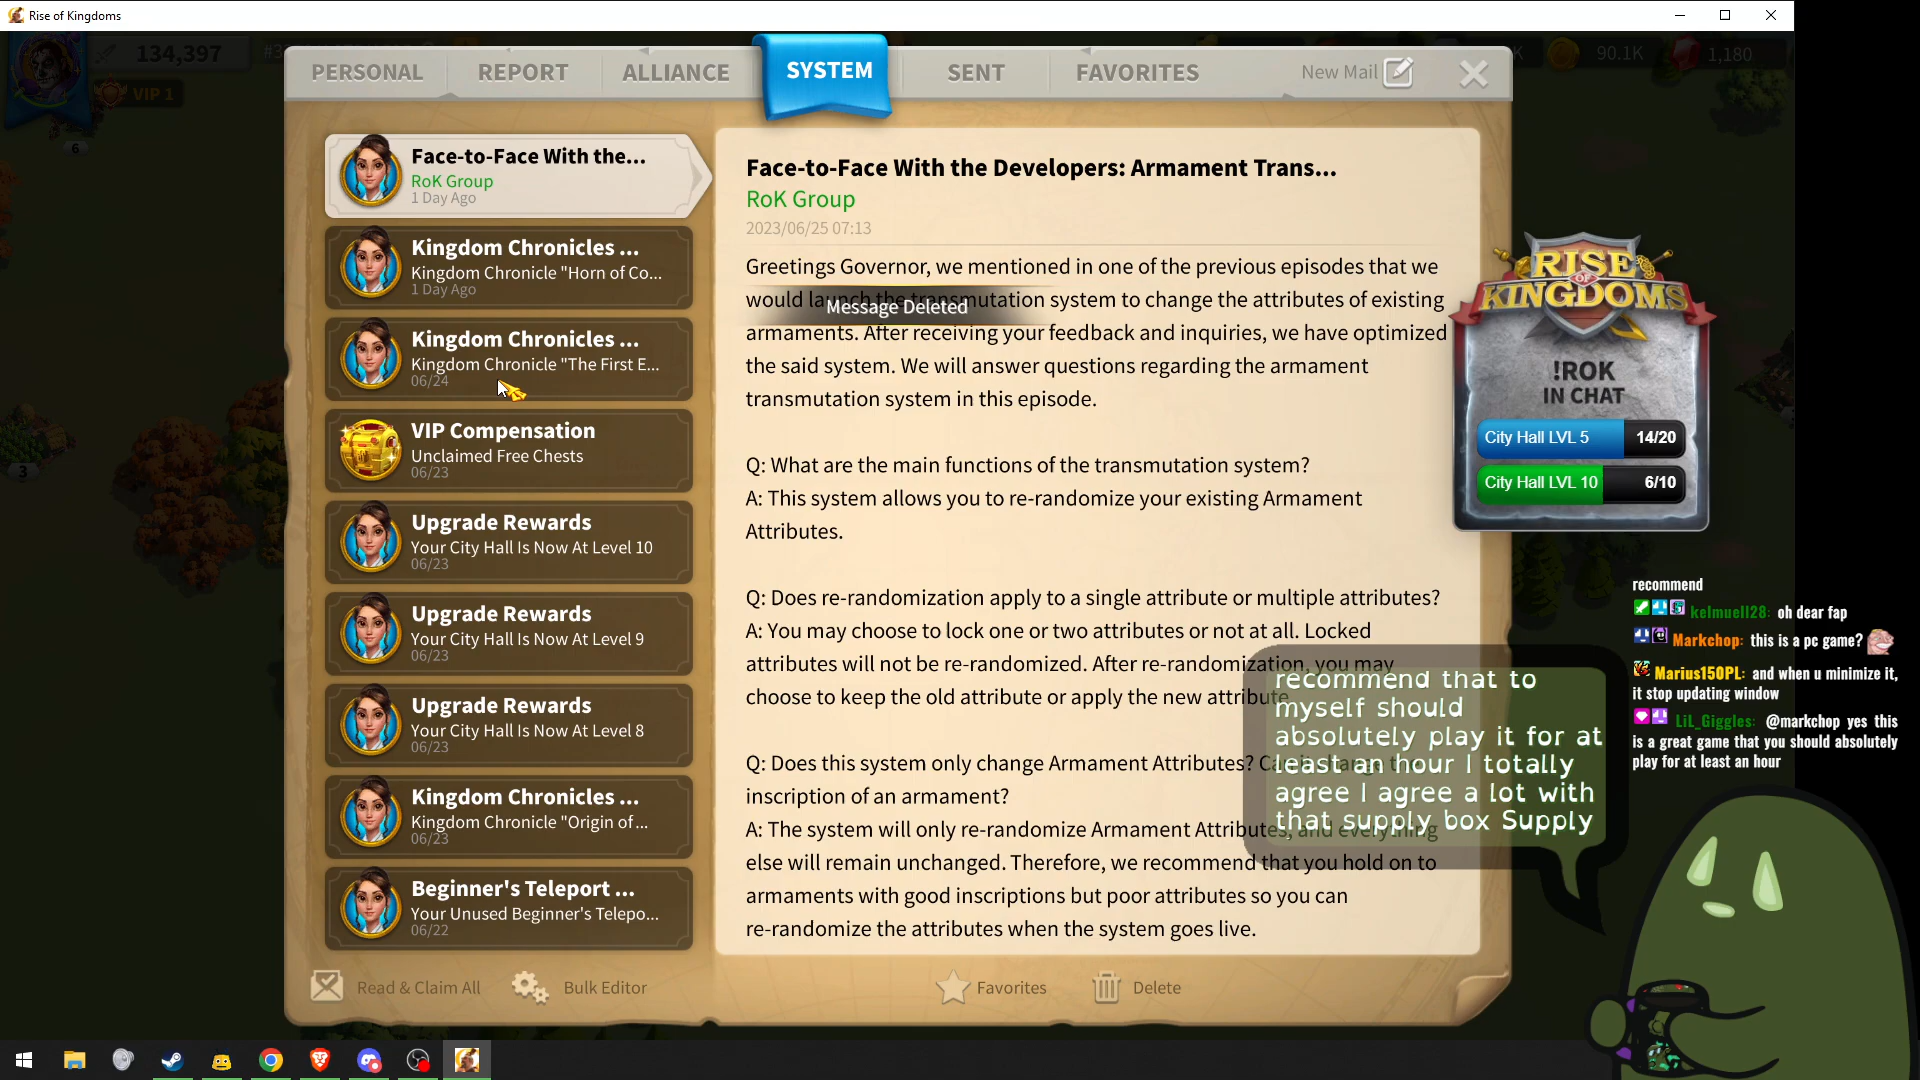 Rise of Kingdoms
134,397
VIP 1
6
3
90.1K
1,180
PERSONAL
REPORT
ALLIANCE
SYSTEM
SENT
FAVORITES
New Mail
Face-to-Face With the...
RoK Group
1 Day Ago
Kingdom Chronicles ...
Kingdom Chronicle "Horn of Co...
1 Day Ago
Kingdom Chronicles ...
Kingdom Chronicle "The First E...
06/24
VIP Compensation
Unclaimed Free Chests
06/23
Upgrade Rewards
Your City Hall Is Now At Level 10
06/23
Upgrade Rewards
Your City Hall Is Now At Level 9
06/23
Upgrade Rewards
Your City Hall Is Now At Level 8
06/23
Kingdom Chronicles ...
Kingdom Chronicle "Origin of...
06/23
Beginner's Teleport ...
Your Unused Beginner's Telepo...
06/22
Read & Claim All
Bulk Editor
Face-to-Face With the Developers: Armament Trans...
RoK Group
2023/06/25 07:13
Greetings Governor, we mentioned in one of the previous episodes that we
would launch the transmutation system to change the attributes of existing
Message Deleted
armaments. After receiving your feedback and inquiries, we have optimized
the said system. We will answer questions regarding the armament
transmutation system in this episode.
Q: What are the main functions of the transmutation system?
A: This system allows you to re-randomize your existing Armament
Attributes.
Q: Does re-randomization apply to a single attribute or multiple attributes?
A: You may choose to lock one or two attributes or not at all. Locked
attributes will not be re-randomized. After re-randomization, you may
choose to keep the old attribute or apply the new attribute
Q: Does this system only change Armament Attributes?
inscription of an armament?
A: The system will only re-randomize Armament Attributes, and everything
else will remain unchanged. Therefore, we recommend that you hold on to
armaments with good inscriptions but poor attributes so you can
re-randomize the attributes when the system goes live.
Favorites
Delete
RISE
OF
KINGDOMS
!ROK
IN CHAT
City Hall LVL 5 14/20
City Hall LVL 10 6/10
recommend
kelmuell28: oh dear fap
Markchop: this is a pc game?
Marius150PL: and when u minimize it,
it stop updating window
LiL_Giggles: @markchop yes this
is a great game that you should absolutely
play for at least an hour
recommend that to
myself should
absolutely play it for at
least an hour I totally
agree I agree a lot with
that supply box Supply